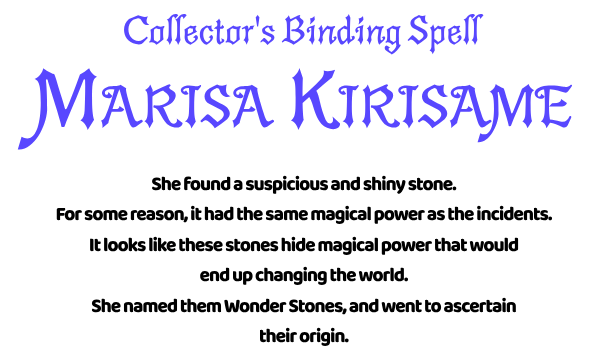 Collector's Binding Spell
Marisa Kirisame
She found a suspicious and shiny stone.
For some reason, it had the same magical power as the incidents.
It looks like these stones hide magical power that would
end up changing the world.
She named them Wonder Stones, and went to ascertain
their origin.